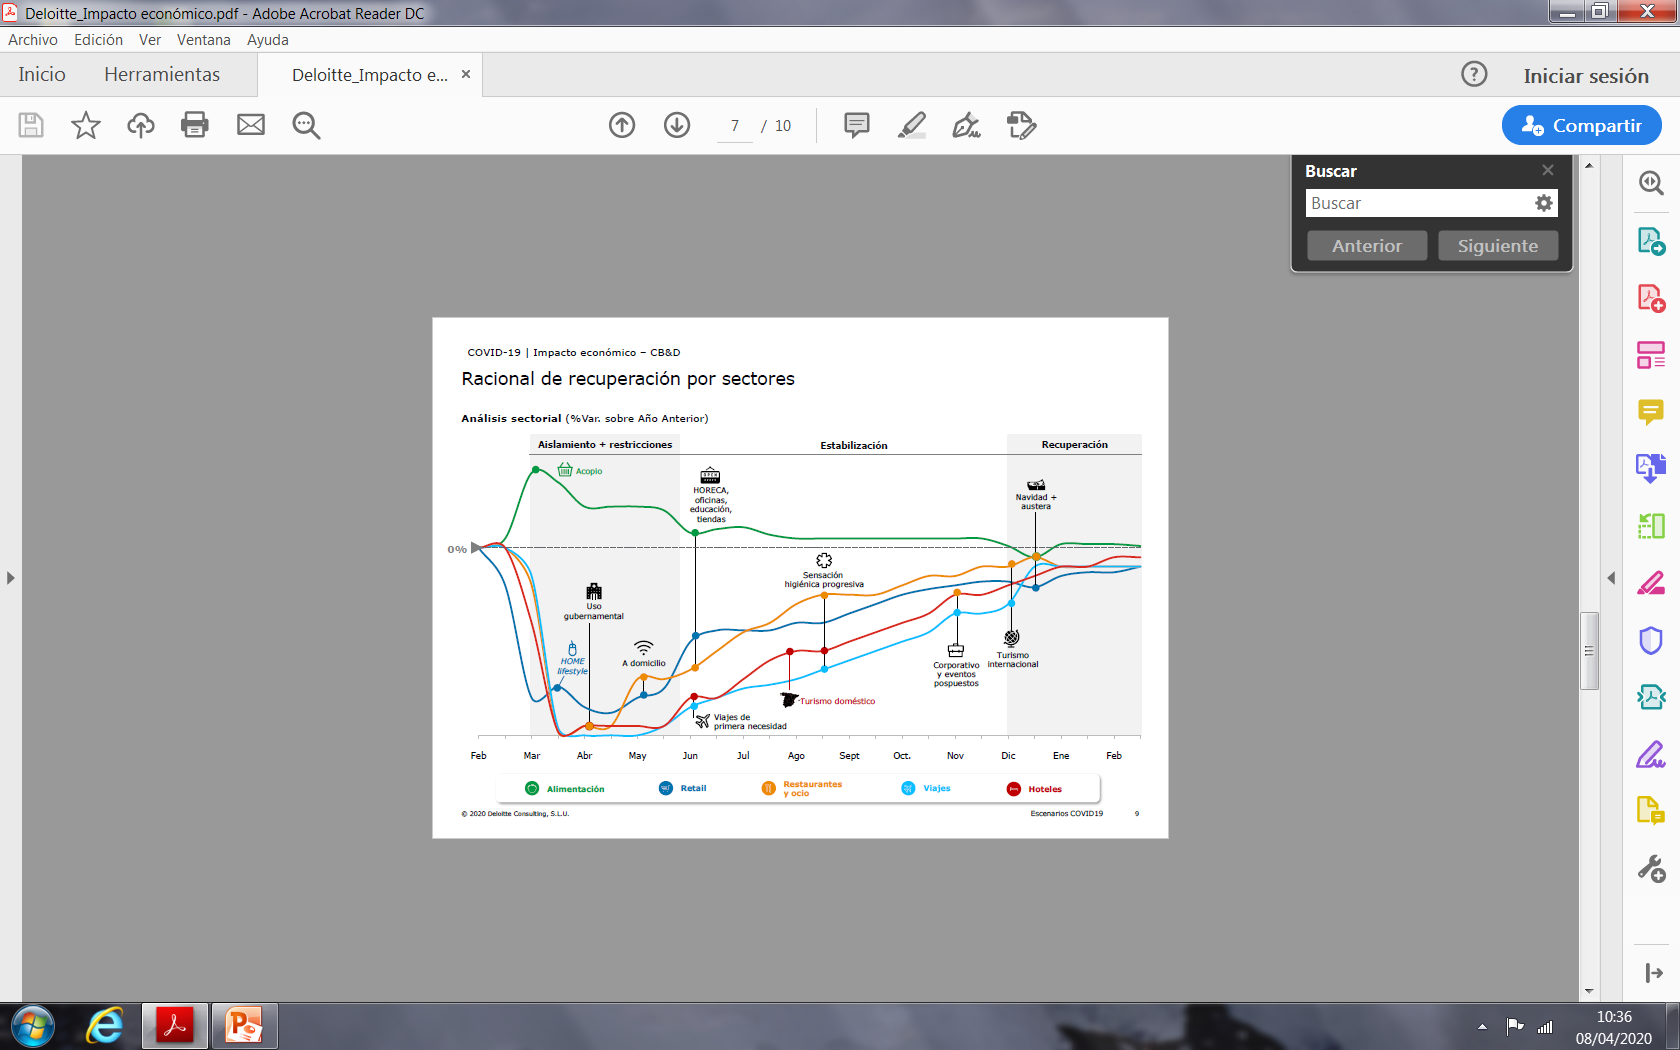 Deloitte_Impacto económico.pdf - Adobe Acrobat Reader DC
Archivo Edición Ver Ventana Ayuda
Inicio Herramientas Deloitte_Impacto e... × Iniciar sesión
7 / 10 Compartir
Buscar
Buscar
Anterior Siguiente
COVID-19 | Impacto económico – CB&D
Racional de recuperación por sectores
Análisis sectorial (%Var. sobre Año Anterior)
Aislamiento + restricciones Estabilización Recuperación
Acopio
OPEN
HORECA,
oficinas,
educación,
tiendas
Navidad +
austera
0%
Sensación
higiénica progresiva
Uso
gubernamental
HOME
lifestyle
A domicilio
Corporativo
y eventos
pospuestos
Turismo
internacional
Turismo doméstico
Viajes de
primera necesidad
Feb Mar Abr May Jun Jul Ago Sept Oct. Nov Dic Ene Feb
Alimentación Retail Restaurantes
y ocio Viajes Hoteles
© 2020 Deloitte Consulting, S.L.U. Escenarios COVID19 9
10:36
08/04/2020